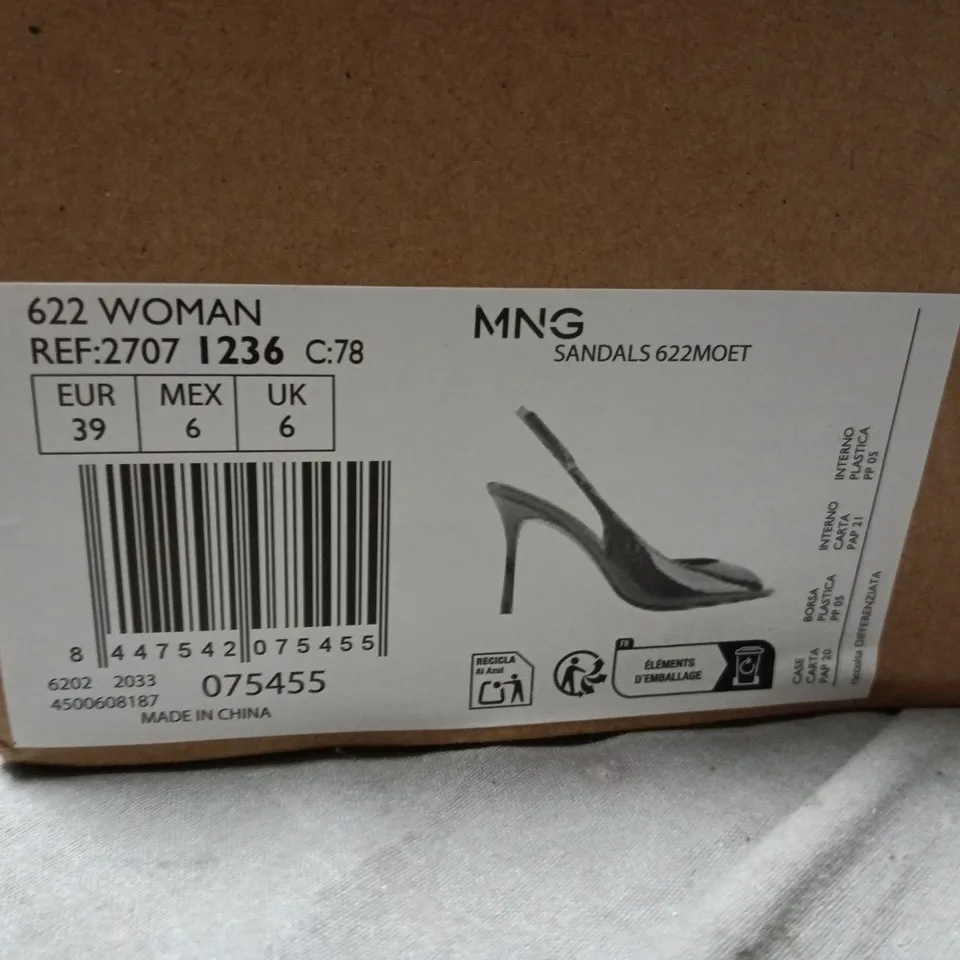 622 WOMAN
REF:2707 1236 C:78
EUR MEX UK
39 6 6
8 447542 075455
6202 2033 075455
4500608187
MADE IN CHINA
MNG
SANDALS 622MOET
RECICLA
Al Azul
FR
ÉLÉMENTS
D'EMBALLAGE
CASE
CARTA
PAP 20
BORSA
PLASTICA
PP 05
INTERNO
CARTA
PAP 21
INTERNO
PLASTICA
PP 05
raccolta DIFFERENZIATA